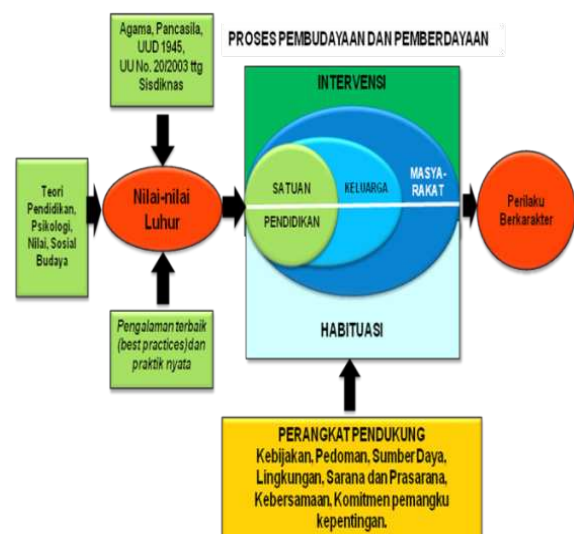 Agama, Pancasila,
UUD 1945,
UU No. 20/2003 ttg
Sisdiknas
PROSES PEMBUDAYAAN DAN PEMBERDAYAAN
INTERVENSI
Teori
Pendidikan,
Psikologi,
Nilai, Sosial
Budaya
Nilai-nilai
Luhur
SATUAN
PENDIDIKAN
KELUARGA
MASYA-
RAKAT
Perilaku
Berkarakter
Pengalaman terbaik
(best practices)dan
praktik nyata
HABITUASI
PERANGKAT PENDUKUNG
Kebijakan, Pedoman, Sumber Daya,
Lingkungan, Sarana dan Prasarana,
Kebersamaan, Komitmen pemangku
kepentingan.